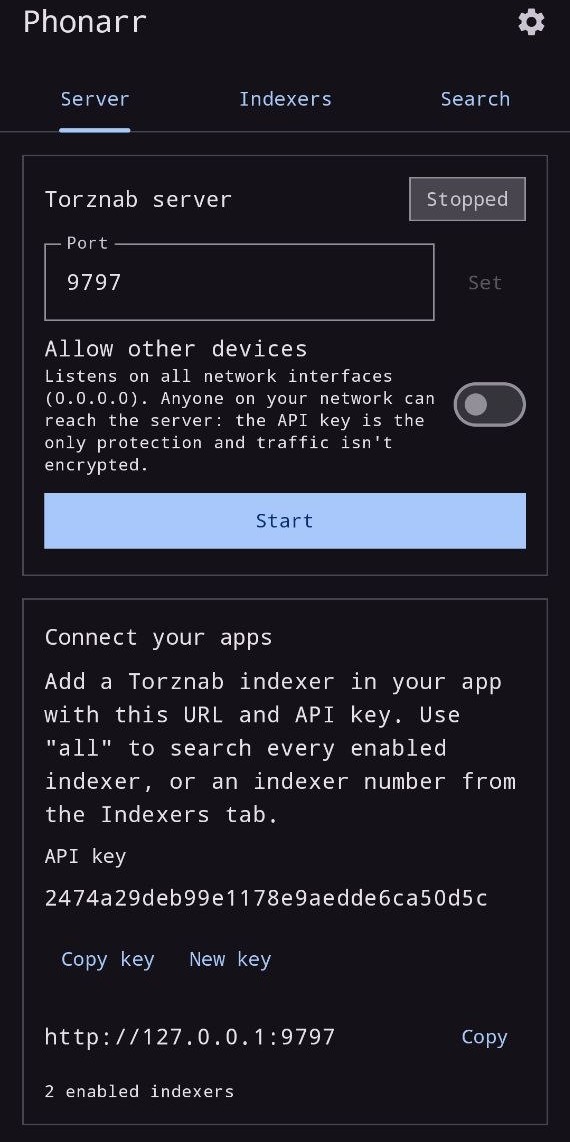 Phonarr
Server
Indexers
Search
Torznab server
Stopped
Port
9797
Set
Allow other devices
Listens on all network interfaces
(0.0.0.0). Anyone on your network can
reach the server: the API key is the
only protection and traffic isn't
encrypted.
Start
Connect your apps
Add a Torznab indexer in your app
with this URL and API key. Use
"all" to search every enabled
indexer, or an indexer number from
the Indexers tab.
API key
2474a29deb99e1178e9aedde6ca50d5c
Copy key
New key
http://127.0.0.1:9797
Copy
2 enabled indexers